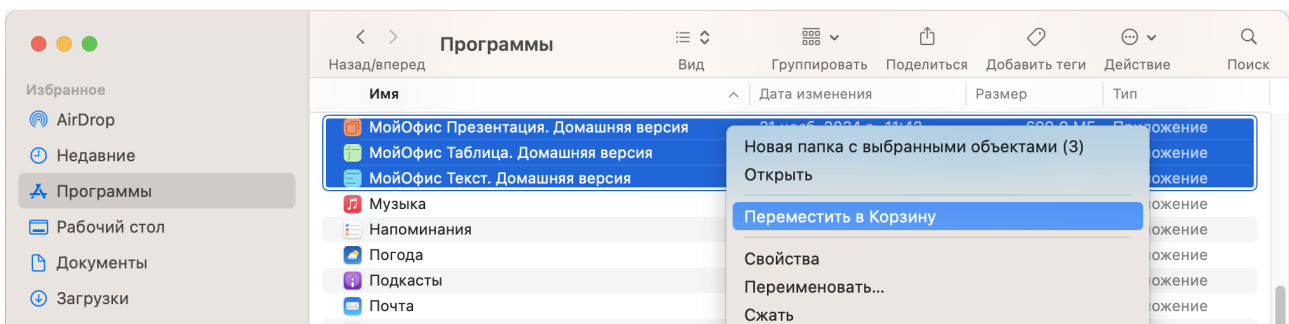 Программы
Назад/вперед
Вид
Группировать
Поделиться
Добавить теги
Действие
Поиск
Избранное
AirDrop
Недавние
Программы
Рабочий стол
Документы
Загрузки
Имя
Дата изменения
Размер
Тип
МойОфис Презентация. Домашняя версия
МойОфис Таблица. Домашняя версия
МойОфис Текст. Домашняя версия
Музыка
Напоминания
Погода
Подкасты
Почта
Новая папка с выбранными объектами (3)
Открыть
Переместить в Корзину
Свойства
Переименовать...
Сжать